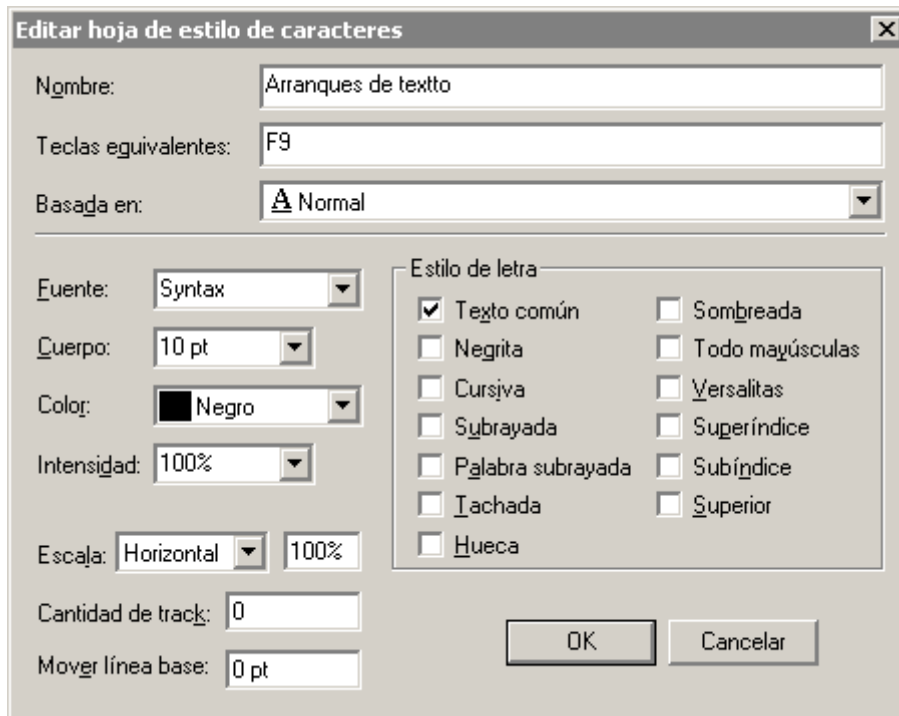 Editar hoja de estilo de caracteres
Nombre: Arranques de textto
Teclas equivalentes: F9
Basada en: A Normal
Fuente: Syntax
Cuerpo: 10 pt
Color: Negro
Intensidad: 100%
Escala: Horizontal 100%
Cantidad de track: 0
Mover línea base: 0 pt
Estilo de letra
Texto común Sombreada
Negrita Todo mayúsculas
Cursiva Versalitas
Subrayada Superíndice
Palabra subrayada Subíndice
Tachada Superior
Hueca
OK Cancelar